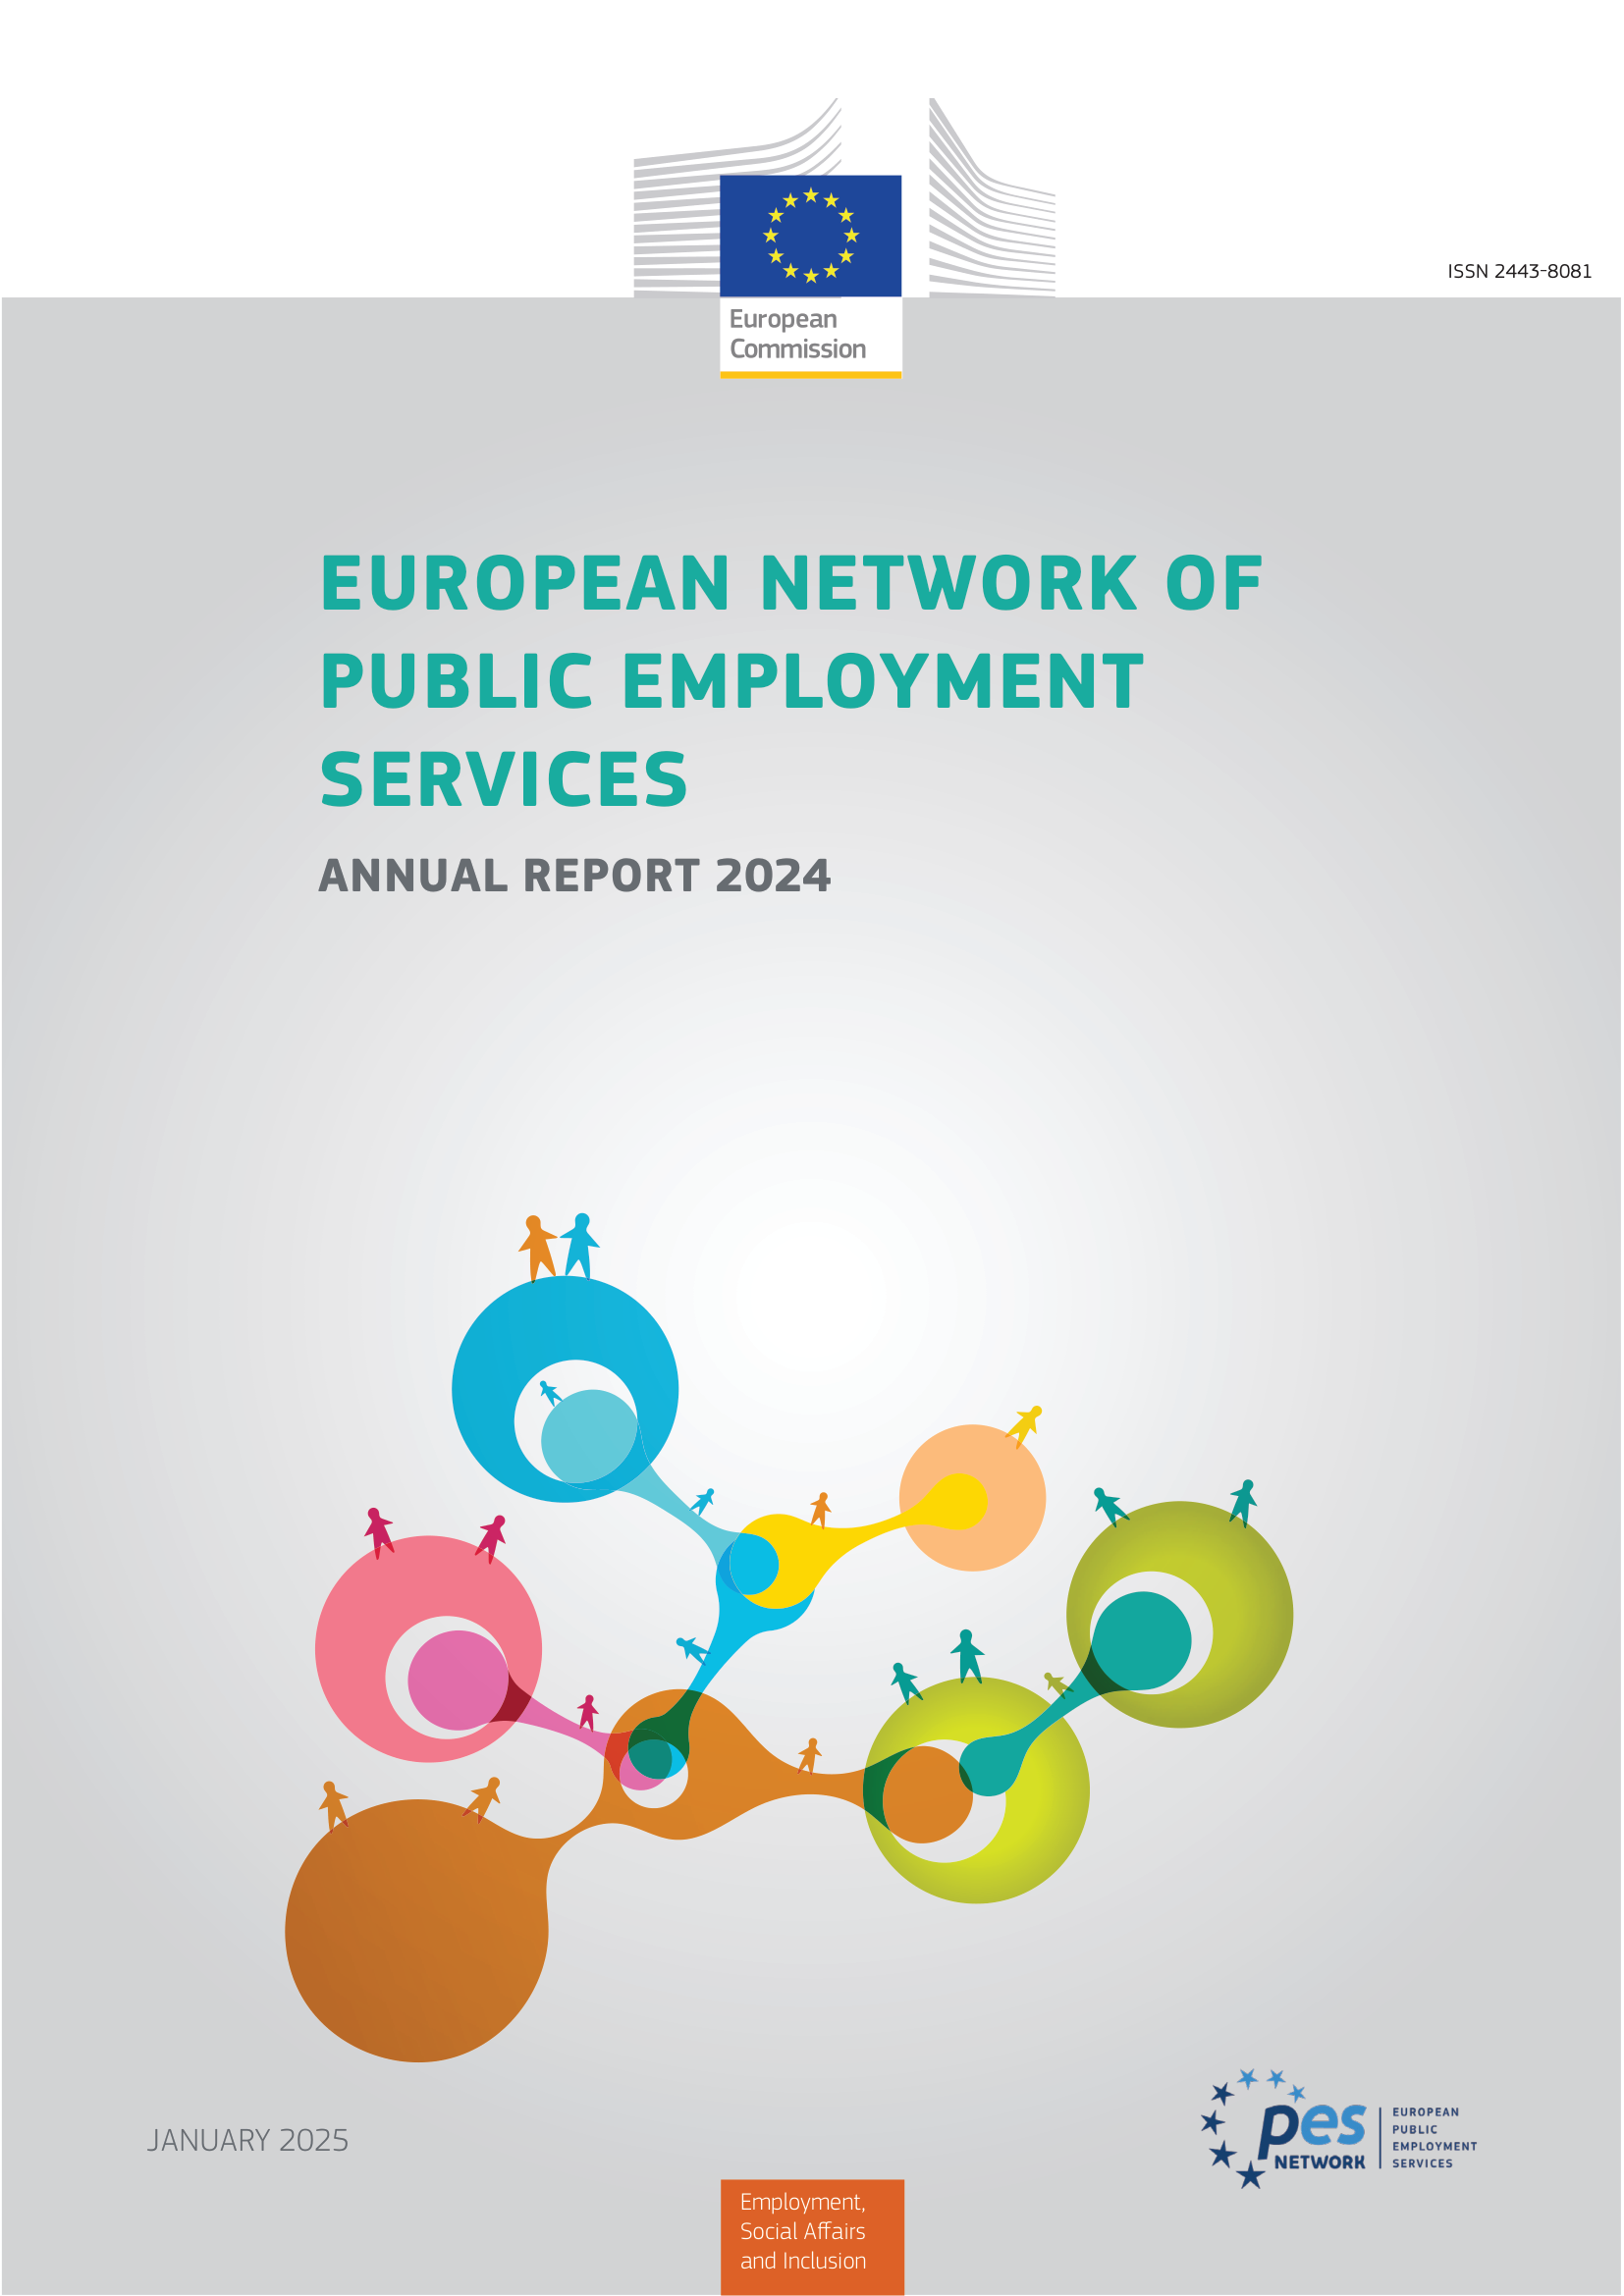 ISSN 2443-8081
European
Commission
EUROPEAN NETWORK OF
PUBLIC EMPLOYMENT
SERVICES
ANNUAL REPORT 2024
JANUARY 2025
pes
NETWORK
EUROPEAN
PUBLIC
EMPLOYMENT
SERVICES
Employment,
Social Affairs
and Inclusion